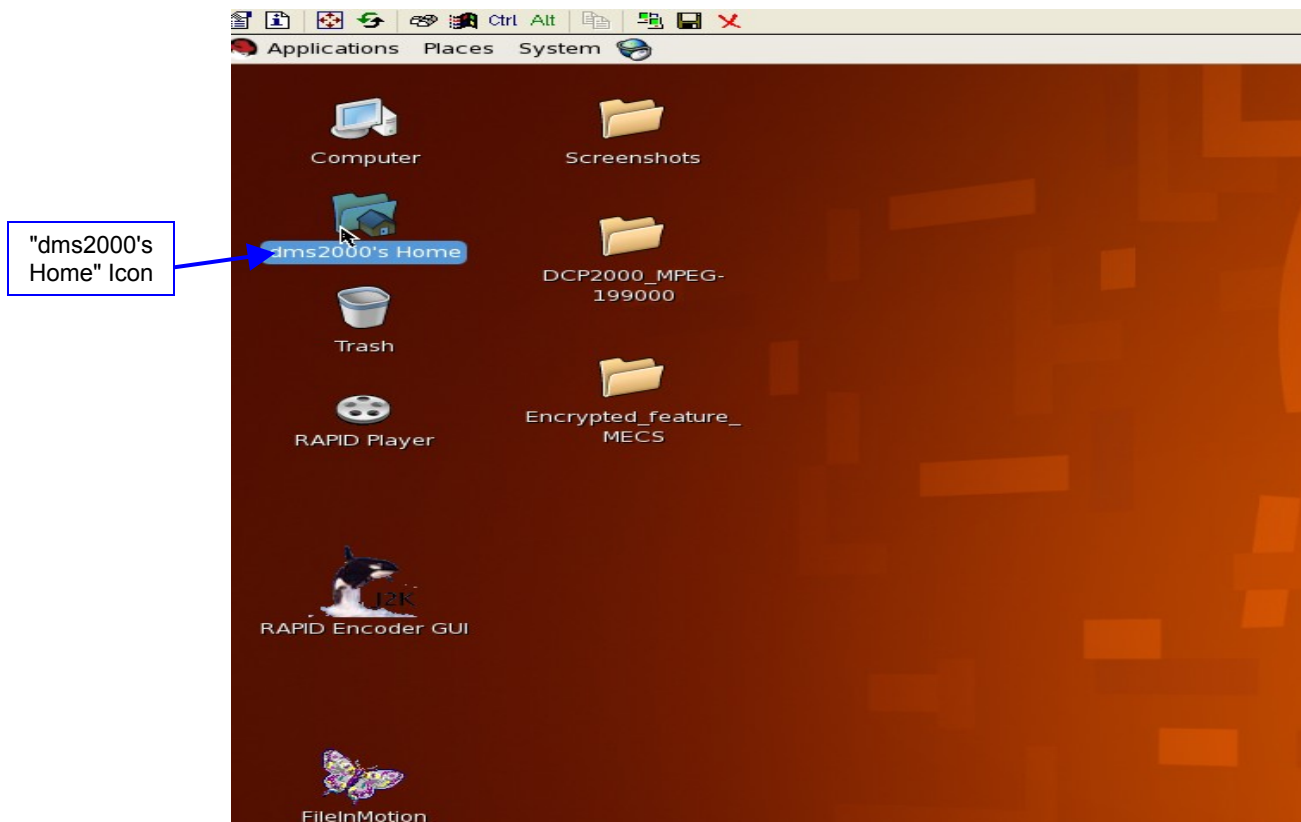 Ctrl Alt
Applications Places System
Computer
Screenshots
"dms2000's
Home" Icon
dms2000's Home
DCP2000_MPEG-
199000
Trash
RAPID Player
Encrypted_feature_
MECS
J2K
RAPID Encoder GUI
FileInMotion